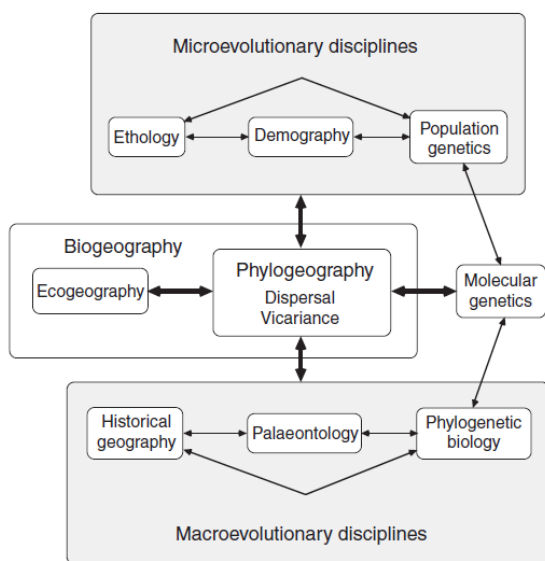 Microevolutionary disciplines
Ethology
Demography
Population
genetics
Biogeography
Ecogeography
Phylogeography
Dispersal
Vicariance
Molecular
genetics
Historical
geography
Palaeontology
Phylogenetic
biology
Macroevolutionary disciplines